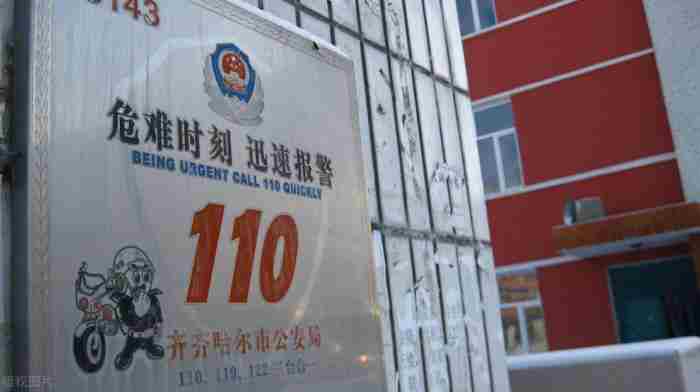 143
危难时刻 迅速报警
BEING URGENT CALL 110 QUICKLY
110
齐齐哈尔市公安局
110、119、122三台合一